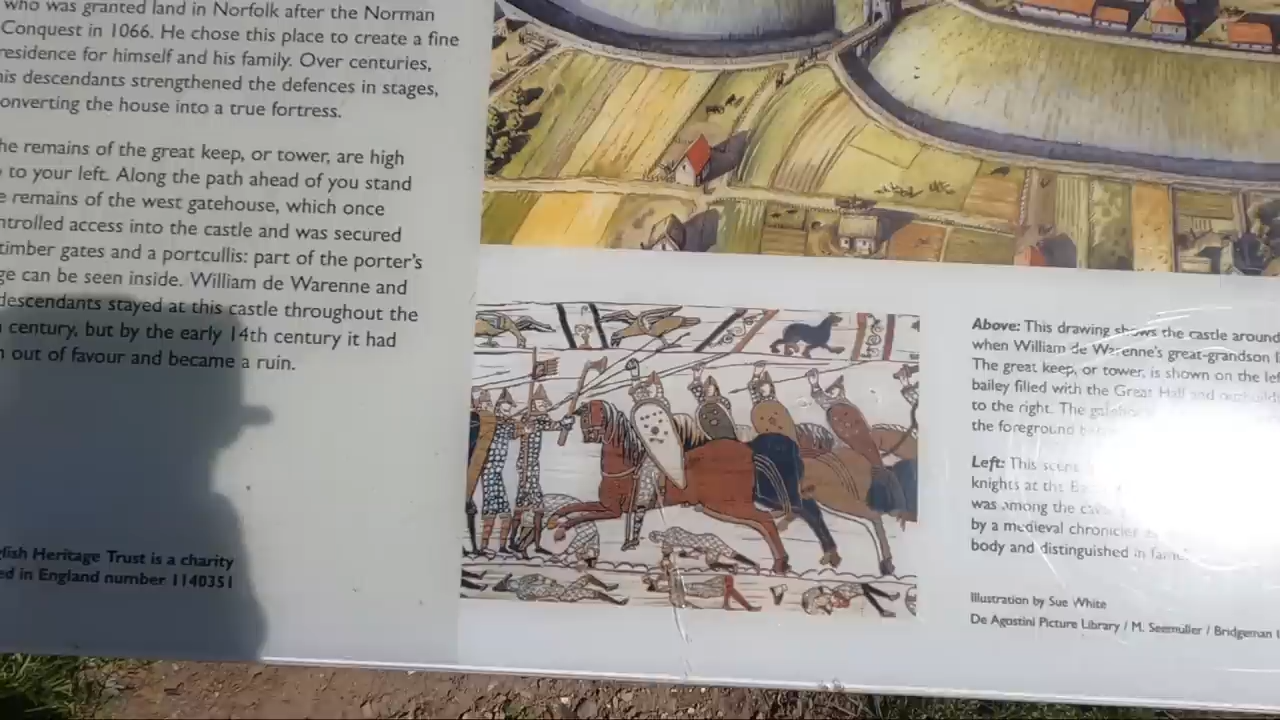 who was granted land in Norfolk after the Norman
Conquest in 1066. He chose this place to create a fine
residence for himself and his family. Over centuries,
his descendants strengthened the defences in stages,
onverting the house into a true fortress.
he remains of the great keep, or tower, are high
to your left. Along the path ahead of you stand
e remains of the west gatehouse, which once
ntrolled access into the castle and was secured
timber gates and a portcullis: part of the porter's
ge can be seen inside. William de Warenne and
descendants stayed at this castle throughout the
century, but by the early 14th century it had
out of favour and became a ruin.
glish Heritage Trust is a charity
ed in England number 1140351
Above: This drawing shows the castle around
when William de Warenne's great-grandson
The great keep, or tower, is shown on the lef
bailey filled with the Great Hall and
to the right. The
the foreground
Left: This scene
knights at the
was among the
by a medieval chronicler
body and distinguished in
Illustration by Sue White
De Agostini Picture Library / M. Seemuller / Bridgeman